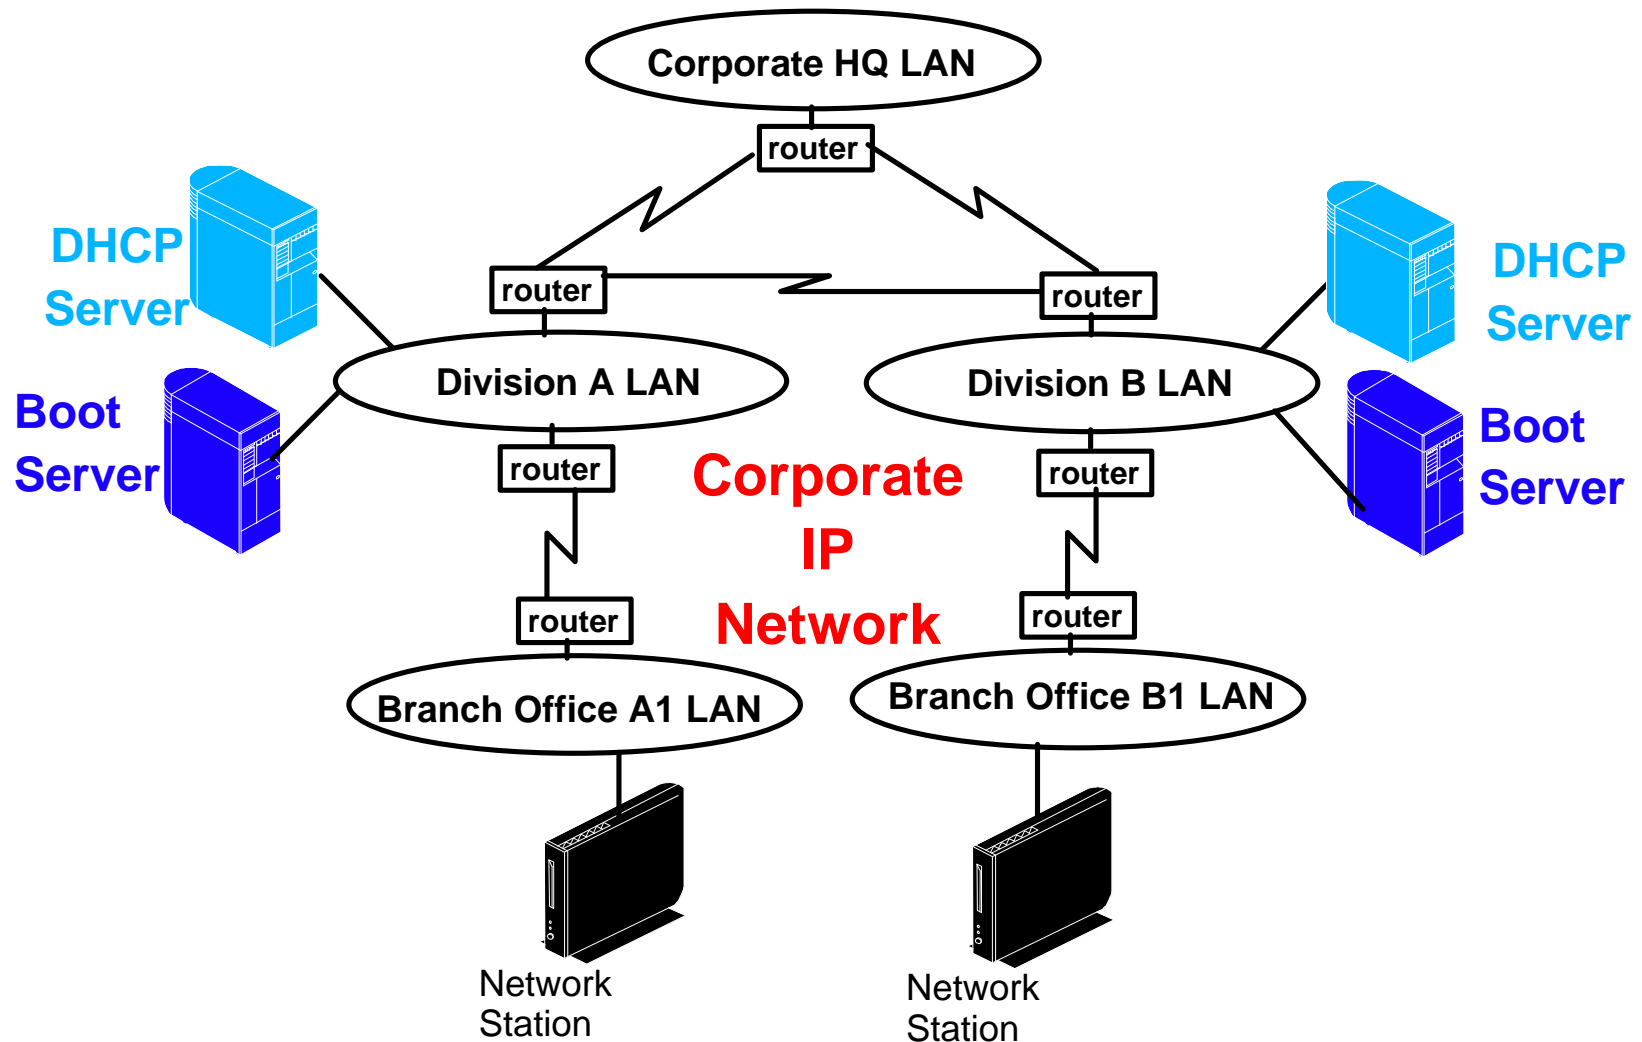 Corporate HQ LAN
router
DHCP
Server
router
router
DHCP
Server
Division A LAN
Division B LAN
Boot
Server
router
Corporate
IP
Network
router
Boot
Server
router
router
Branch Office A1 LAN
Branch Office B1 LAN
Network
Station
Network
Station